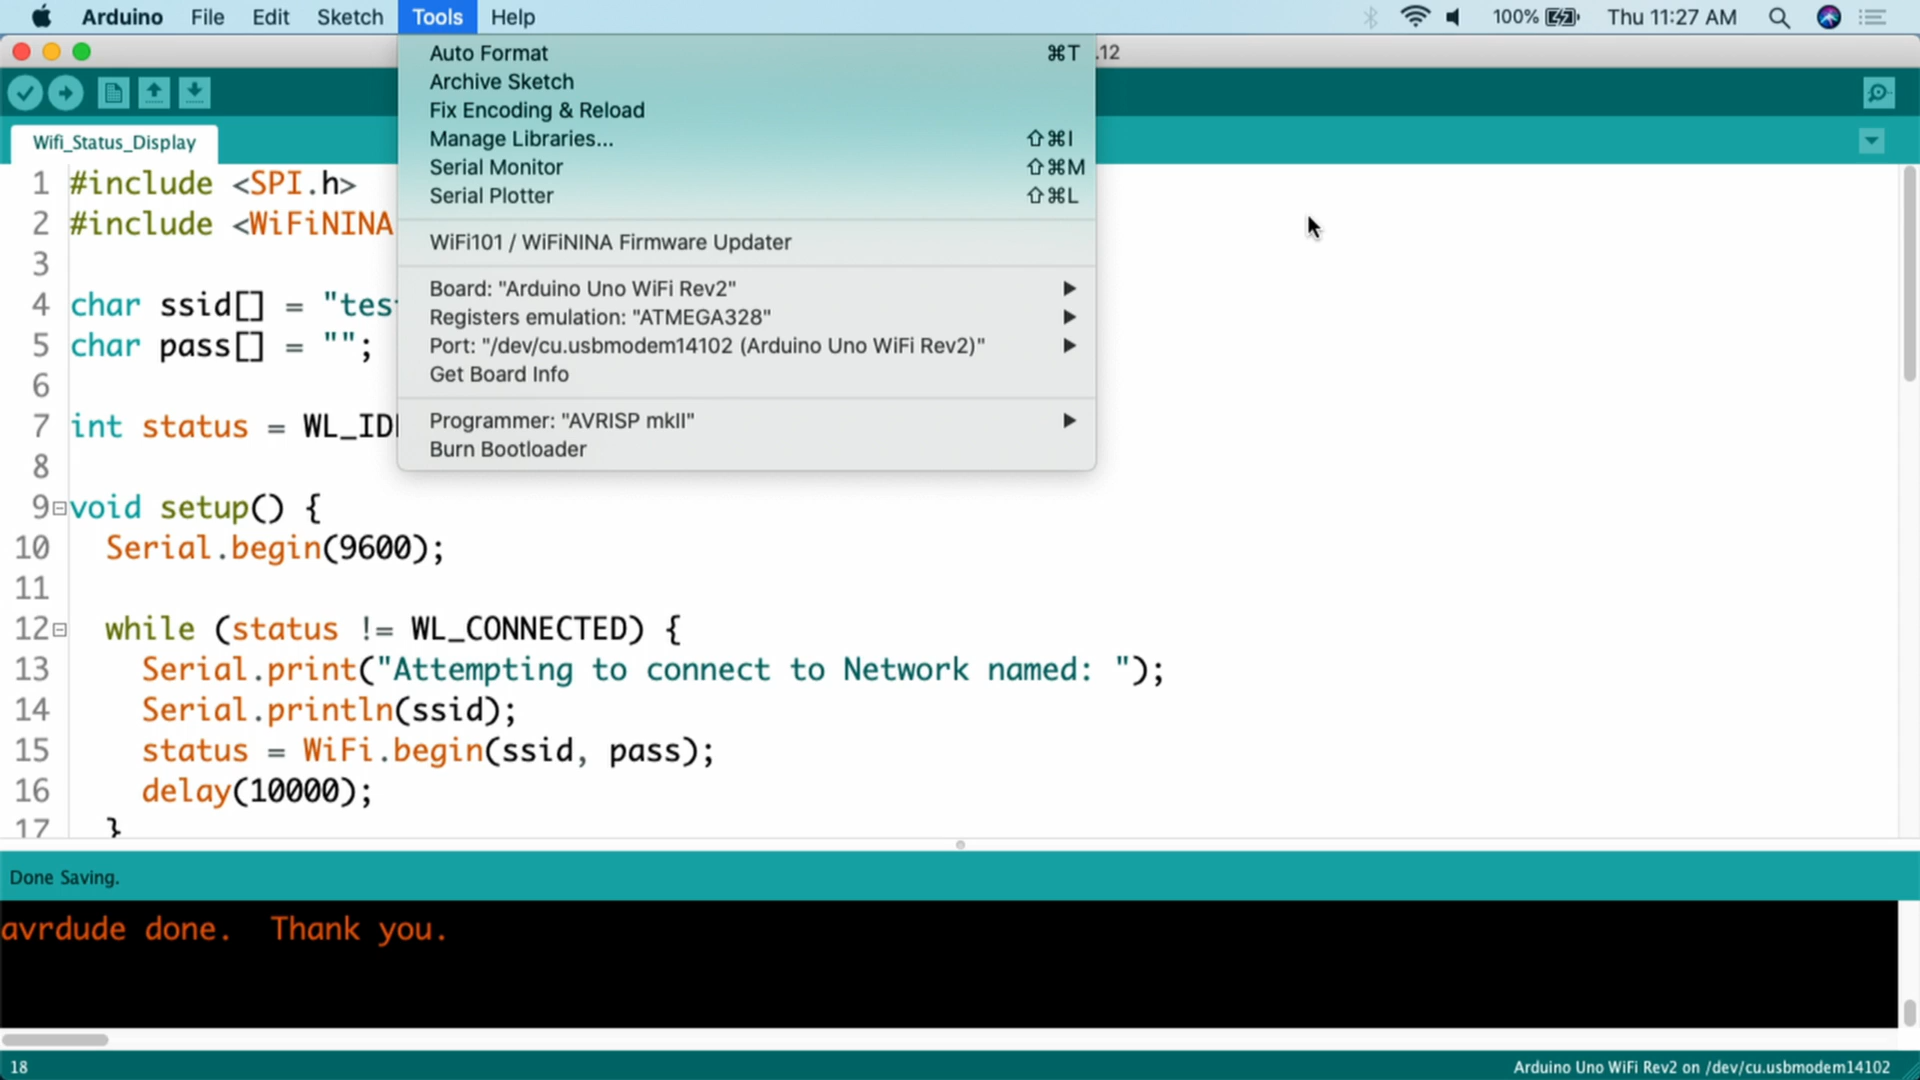 Arduino File Edit Sketch Tools Help 100% Thu 11:27 AM
.12
Auto Format ⌘T
Archive Sketch
Fix Encoding & Reload
Manage Libraries... ⇧⌘I
Serial Monitor ⇧⌘M
Serial Plotter ⇧⌘L
WiFi101 / WiFiNINA Firmware Updater
Board: "Arduino Uno WiFi Rev2"
Registers emulation: "ATMEGA328"
Port: "/dev/cu.usbmodem14102 (Arduino Uno WiFi Rev2)"
Get Board Info
Programmer: "AVRISP mkII"
Burn Bootloader
Wifi_Status_Display
1 #include <SPI.h>
2 #include <WiFiNINA
3
4 char ssid[] = "tes
5 char pass[] = "";
6
7 int status = WL_ID
8
9 void setup() {
10 Serial.begin(9600);
11
12 while (status != WL_CONNECTED) {
13 Serial.print("Attempting to connect to Network named: ");
14 Serial.println(ssid);
15 status = WiFi.begin(ssid, pass);
16 delay(10000);
17 }
Done Saving.
avrdude done. Thank you.
18 Arduino Uno WiFi Rev2 on /dev/cu.usbmodem14102